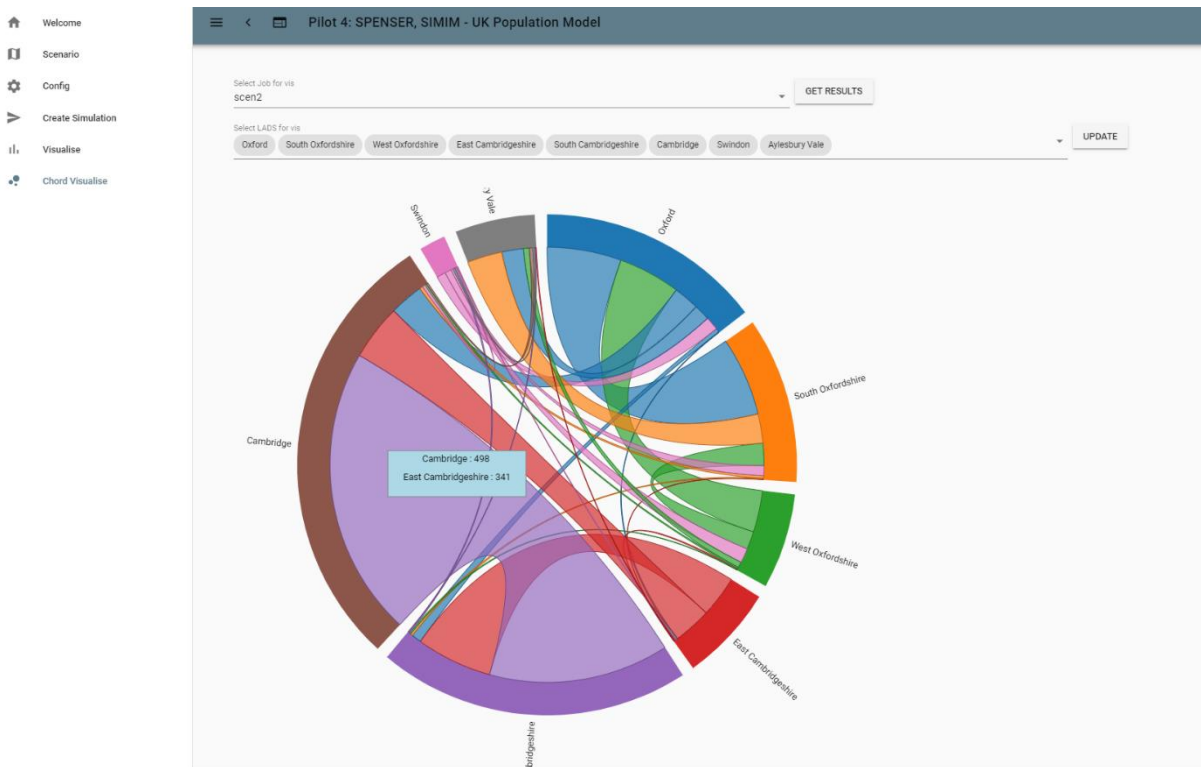 Welcome
Scenario
Config
Create Simulation
Visualise
Chord Visualise
Pilot 4: SPENSER, SIMIM - UK Population Model
Select Job for vis
scen2
GET RESULTS
Select LADS for vis
Oxford South Oxfordshire West Oxfordshire East Cambridgeshire South Cambridgeshire Cambridge Swindon Aylesbury Vale
UPDATE
Swindon
y Vale
Oxford
South Oxfordshire
West Oxfordshire
East Cambridgeshire
bridgeshire
Cambridge
Cambridge : 498
East Cambridgeshire : 341